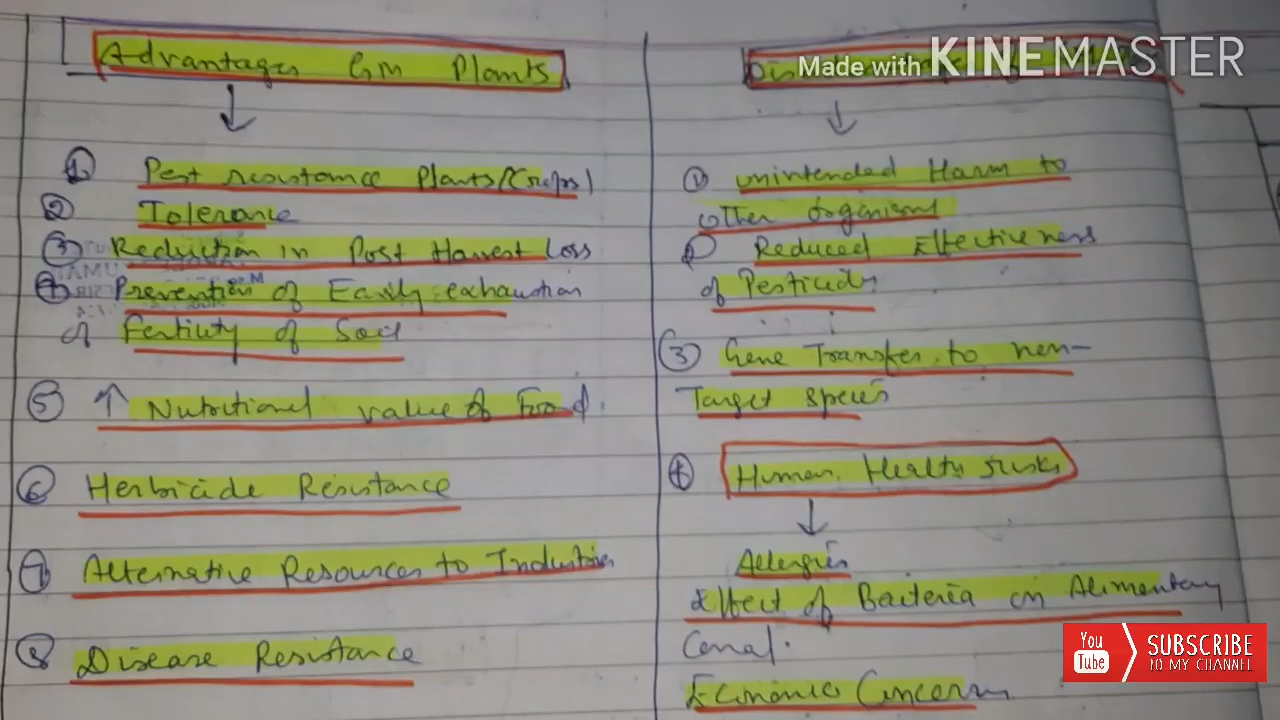 Advantages GM Plants
① Pest resistance Plants/(Crops)
② Tolerance
③ Reduction in Post Harvest Loss
④ Prevention of Early exhaustion
of Fertility of Soil
⑤ ↑ Nutritional value of Food.
⑥ Herbicide Resistance
⑦ Alternative Resources to Industries
⑧ Disease Resistance
Dis
Made with KINEMASTER
① unintended Harm to
other organism
② Reduced Effectiveness
of Pesticides
③ Gene Transfer to non-
Target Species
④ Human Health risks
Allergies
Effect of Bacteria on Alimentary
Canal.
Economic Concerns
You Tube
SUBSCRIBE
TO MY CHANNEL